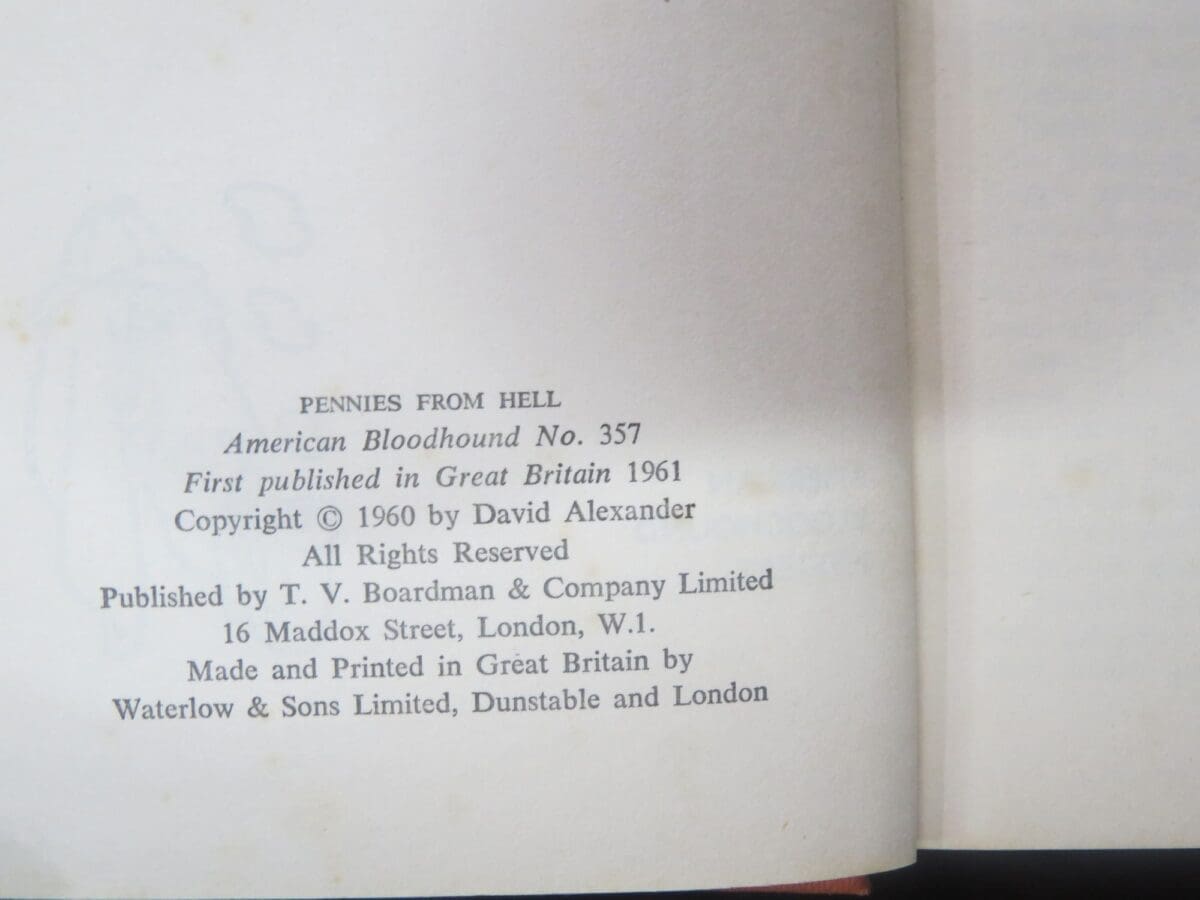 PENNIES FROM HELL
American Bloodhound No. 357
First published in Great Britain 1961
Copyright © 1960 by David Alexander
All Rights Reserved
Published by T. V. Boardman & Company Limited
16 Maddox Street, London, W.1.
Made and Printed in Great Britain by
Waterlow & Sons Limited, Dunstable and London